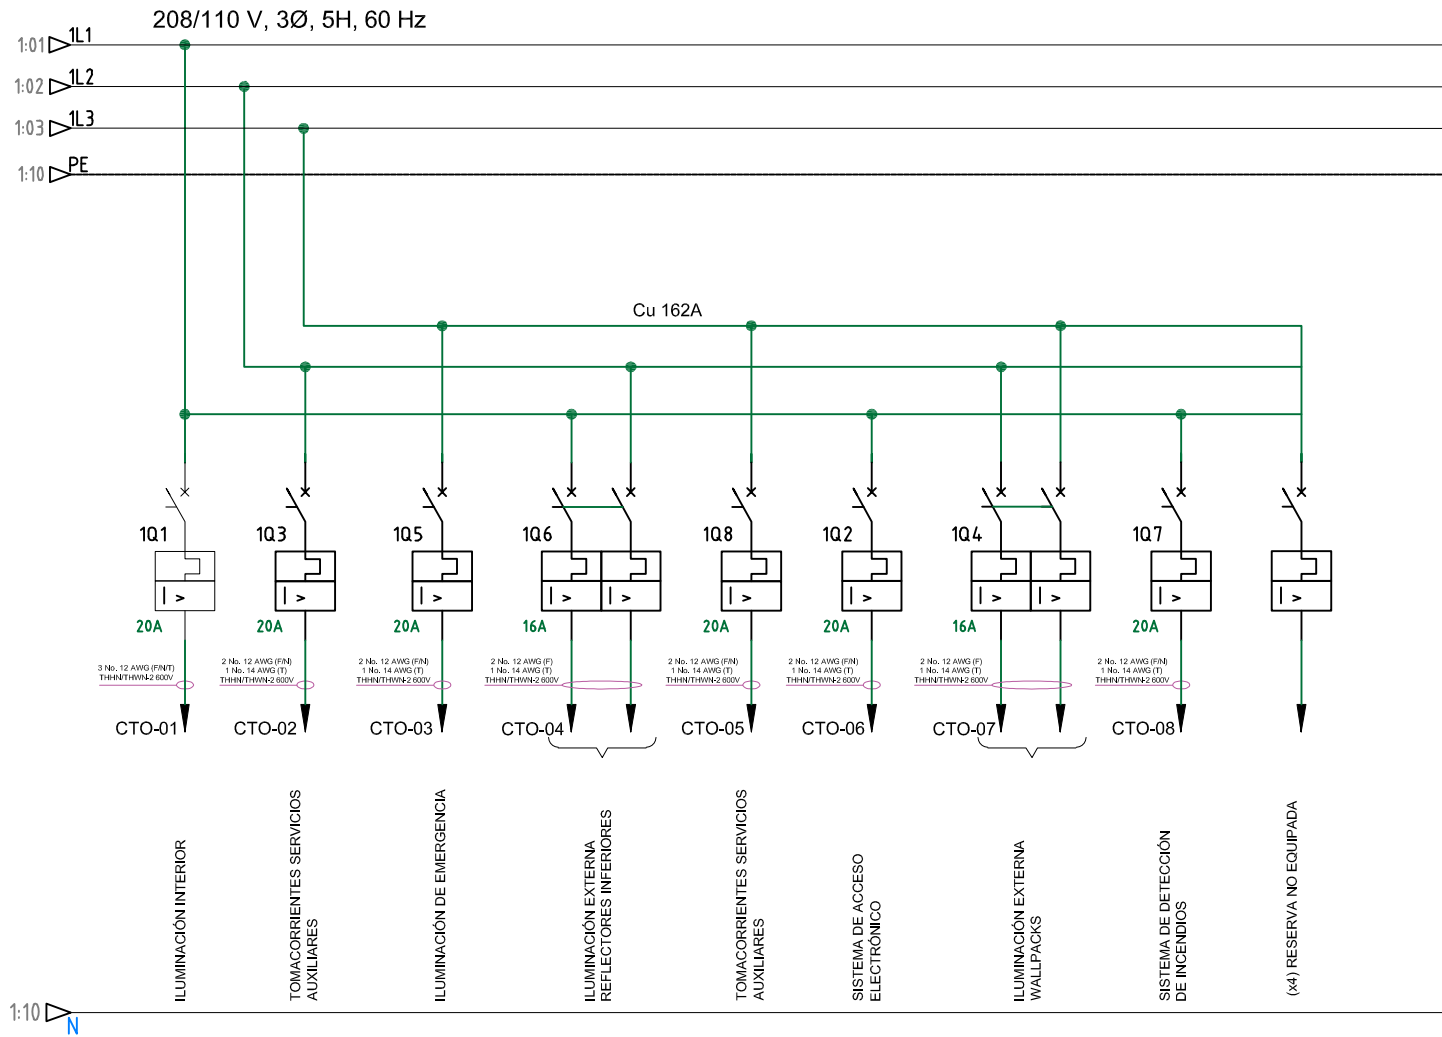 208/110 V, 3Ø, 5H, 60 Hz
1:01 1L1
1:02 1L2
1:03 1L3
1:10 PE
Cu 162A
1Q1
1Q3
1Q5
1Q6
1Q8
1Q2
1Q4
1Q7
I >
I >
I >
I >
I >
I >
I >
I >
I >
I >
I >
20A
20A
20A
16A
20A
20A
16A
20A
3 No. 12 AWG (F/N/T)
THHN/THWN-2 600V
2 No. 12 AWG (F/N)
1 No. 14 AWG (T)
THHN/THWN-2 600V
2 No. 12 AWG (F/N)
1 No. 14 AWG (T)
THHN/THWN-2 600V
2 No. 12 AWG (F)
1 No. 14 AWG (T)
THHN/THWN-2 600V
2 No. 12 AWG (F/N)
1 No. 14 AWG (T)
THHN/THWN-2 600V
2 No. 12 AWG (F/N)
1 No. 14 AWG (T)
THHN/THWN-2 600V
2 No. 12 AWG (F)
1 No. 14 AWG (T)
THHN/THWN-2 600V
2 No. 12 AWG (F/N)
1 No. 14 AWG (T)
THHN/THWN-2 600V
CTO-01
CTO-02
CTO-03
CTO-04
CTO-05
CTO-06
CTO-07
CTO-08
ILUMINACIÓN INTERIOR
TOMACORRIENTES SERVICIOS
AUXILIARES
ILUMINACIÓN DE EMERGENCIA
ILUMINACIÓN EXTERNA
REFLECTORES INFERIORES
TOMACORRIENTES SERVICIOS
AUXILIARES
SISTEMA DE ACCESO
ELECTRÓNICO
ILUMINACIÓN EXTERNA
WALLPACKS
SISTEMA DE DETECCIÓN
DE INCENDIOS
(x4) RESERVA NO EQUIPADA
1:10 N